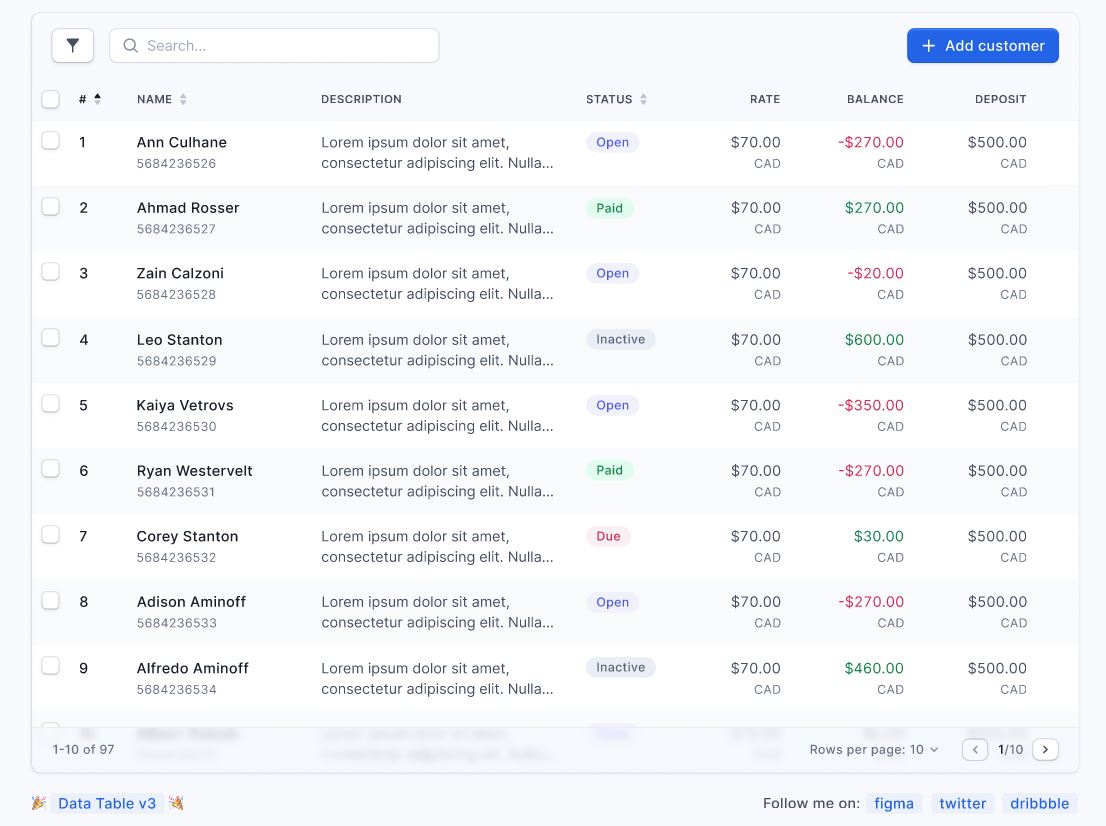 Search...
+ Add customer
# NAME DESCRIPTION STATUS RATE BALANCE DEPOSIT
1 Ann Culhane Lorem ipsum dolor sit amet, Open $70.00 -$270.00 $500.00
5684236526 consectetur adipiscing elit. Nulla... CAD CAD CAD
2 Ahmad Rosser Lorem ipsum dolor sit amet, Paid $70.00 $270.00 $500.00
5684236527 consectetur adipiscing elit. Nulla... CAD CAD CAD
3 Zain Calzoni Lorem ipsum dolor sit amet, Open $70.00 -$20.00 $500.00
5684236528 consectetur adipiscing elit. Nulla... CAD CAD CAD
4 Leo Stanton Lorem ipsum dolor sit amet, Inactive $70.00 $600.00 $500.00
5684236529 consectetur adipiscing elit. Nulla... CAD CAD CAD
5 Kaiya Vetrovs Lorem ipsum dolor sit amet, Open $70.00 -$350.00 $500.00
5684236530 consectetur adipiscing elit. Nulla... CAD CAD CAD
6 Ryan Westervelt Lorem ipsum dolor sit amet, Paid $70.00 -$270.00 $500.00
5684236531 consectetur adipiscing elit. Nulla... CAD CAD CAD
7 Corey Stanton Lorem ipsum dolor sit amet, Due $70.00 $30.00 $500.00
5684236532 consectetur adipiscing elit. Nulla... CAD CAD CAD
8 Adison Aminoff Lorem ipsum dolor sit amet, Open $70.00 -$270.00 $500.00
5684236533 consectetur adipiscing elit. Nulla... CAD CAD CAD
9 Alfredo Aminoff Lorem ipsum dolor sit amet, Inactive $70.00 $460.00 $500.00
5684236534 consectetur adipiscing elit. Nulla... CAD CAD CAD
1-10 of 97 Rows per page: 10 1/10
🎉 Data Table v3 🎉 Follow me on: figma twitter dribbble